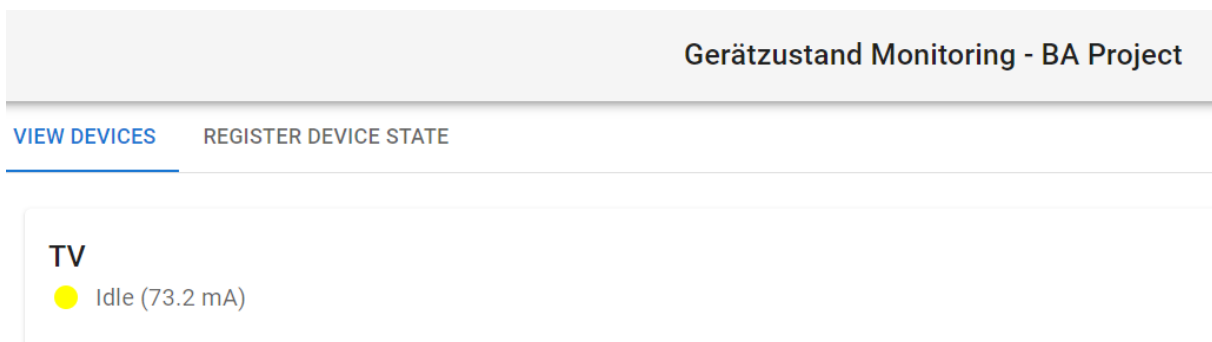 Gerätzustand Monitoring - BA Project
VIEW DEVICES REGISTER DEVICE STATE
TV
Idle (73.2 mA)